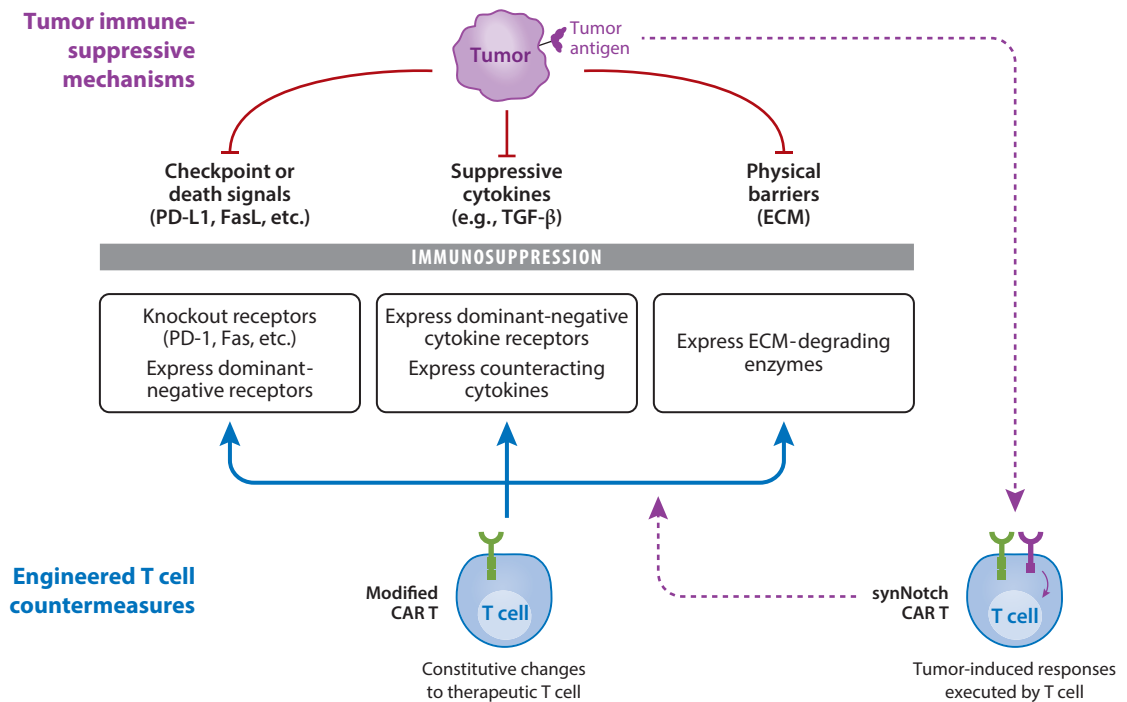 Tumor immune-
suppressive
mechanisms
Tumor
Tumor
antigen
Checkpoint or
death signals
(PD-L1, FasL, etc.)
Suppressive
cytokines
(e.g., TGF-β)
Physical
barriers
(ECM)
IMMUNOSUPPRESSION
Knockout receptors
(PD-1, Fas, etc.)
Express dominant-
negative receptors
Express dominant-negative
cytokine receptors
Express counteracting
cytokines
Express ECM-degrading
enzymes
Engineered T cell
countermeasures
Modified
CAR T
T cell
Constitutive changes
to therapeutic T cell
synNotch
CAR T
T cell
Tumor-induced responses
executed by T cell